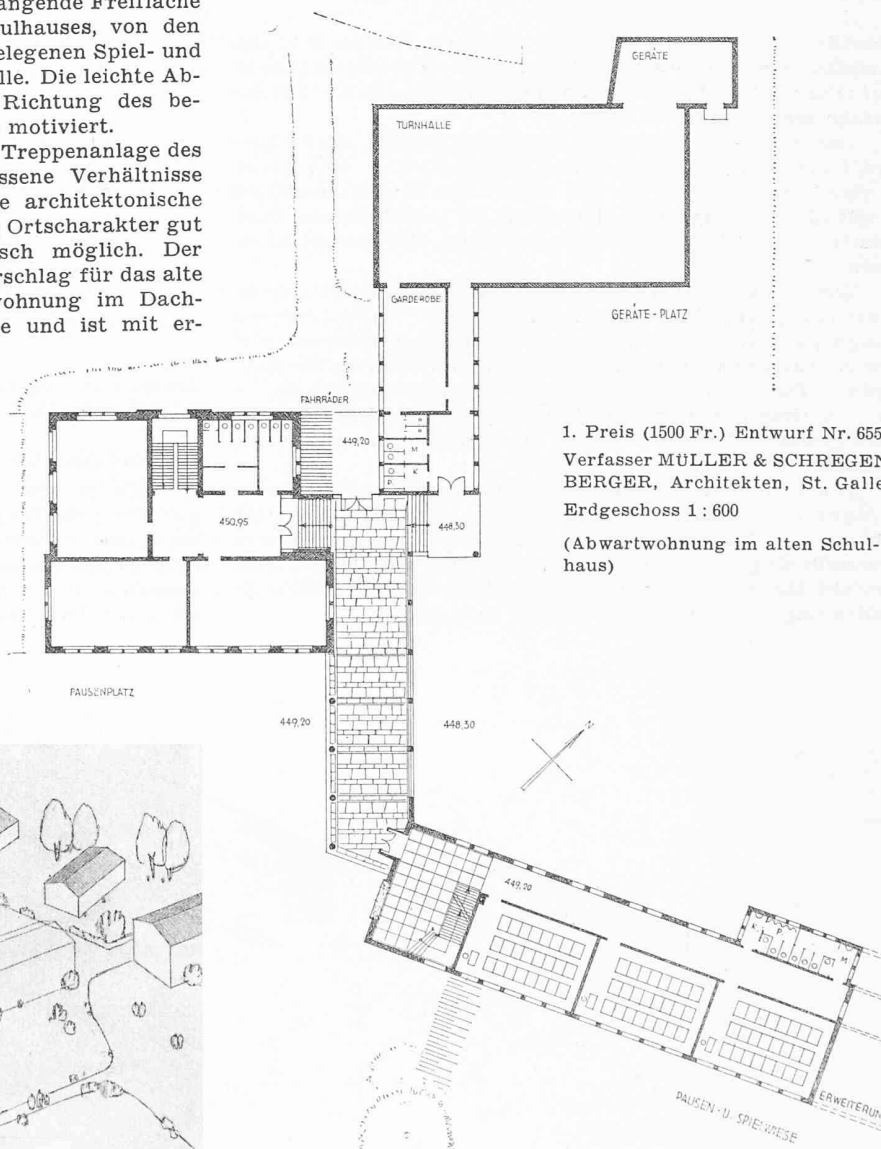 angende Freifläche
ulhauses, von den
elegenen Spiel- und
lle. Die leichte Ab-
Richtung des be-
motiviert.
Treppenanlage des
ssene Verhältnisse
e architektonische
Ortscharakter gut
sch möglich. Der
rschlag für das alte
wohnung im Dach-
e und ist mit er-
GERÄTE
TURNHALLE
GARDEROBE
GERÄTE-PLATZ
FAHRRÄDER
449,20
M
K
P.
450,95
448,30
1. Preis (1500 Fr.) Entwurf Nr. 655
Verfasser MÜLLER & SCHREGEN
BERGER, Architekten, St. Galle
Erdgeschoss 1 : 600
(Abwartwohnung im alten Schul-
haus)
PAUSENPLATZ
449,20
448,30
N
449,20
K
P.
M
PAUSEN-U. SPIELWIESE
ERWEITERUN